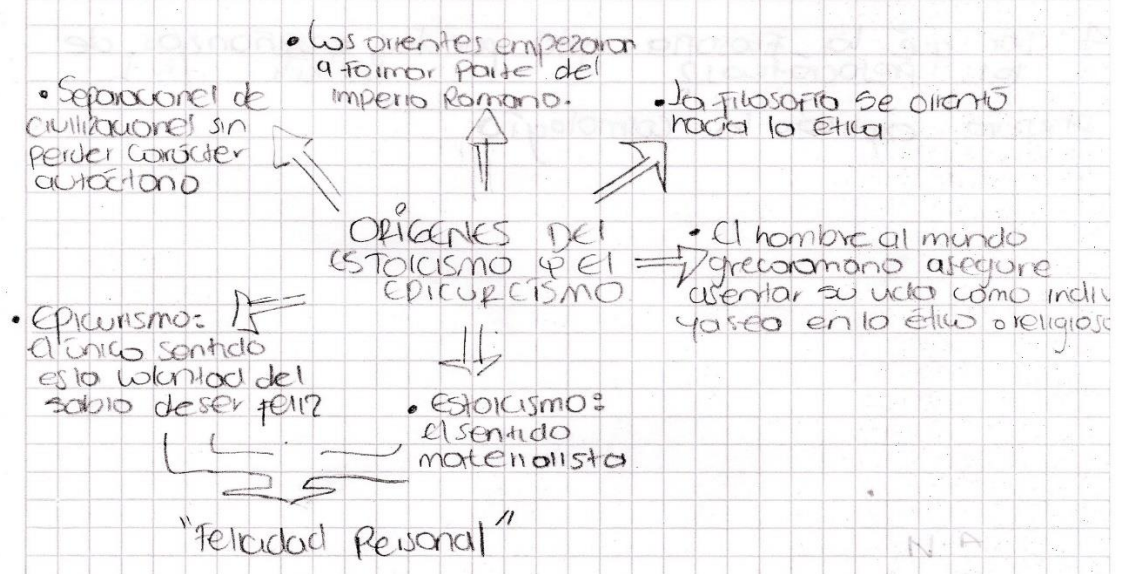 • Los orientes empezaron
a formar parte del
imperio Romano.
• Separaciones de
civilizaciones sin
perder carácter
autóctono
• La filosofía se orientó
hacia la ética
ORÍGENES DEL
ESTOICISMO Y El
EPICUREÍSMO
• El hombre al mundo
grecoromano asegure
asentar su vida como indiv
ya sea en lo ético o religioso
• Epicurismo:
el único sentido
es la voluntad del
sabio de ser feliz
• Estoicismo:
el sentido
materialista
"Felicidad Personal"